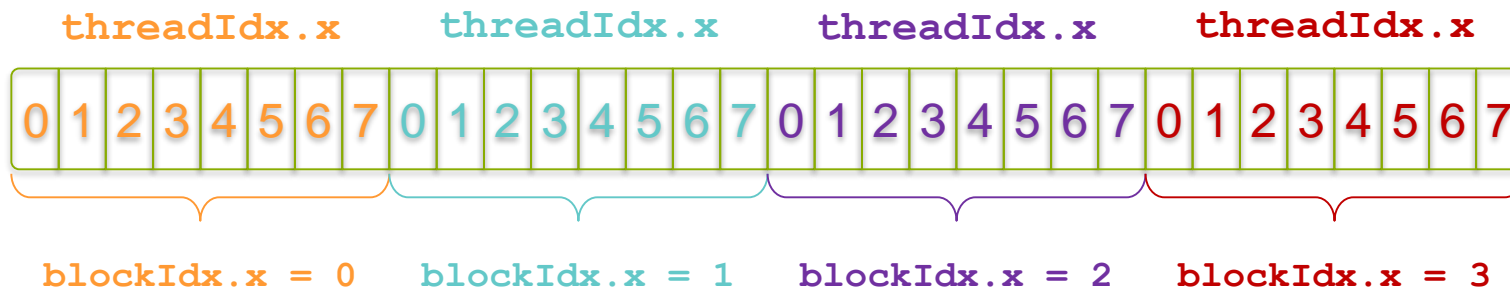 threadIdx.x threadIdx.x threadIdx.x threadIdx.x
0 1 2 3 4 5 6 7 0 1 2 3 4 5 6 7 0 1 2 3 4 5 6 7 0 1 2 3 4 5 6 7
blockIdx.x = 0 blockIdx.x = 1 blockIdx.x = 2 blockIdx.x = 3